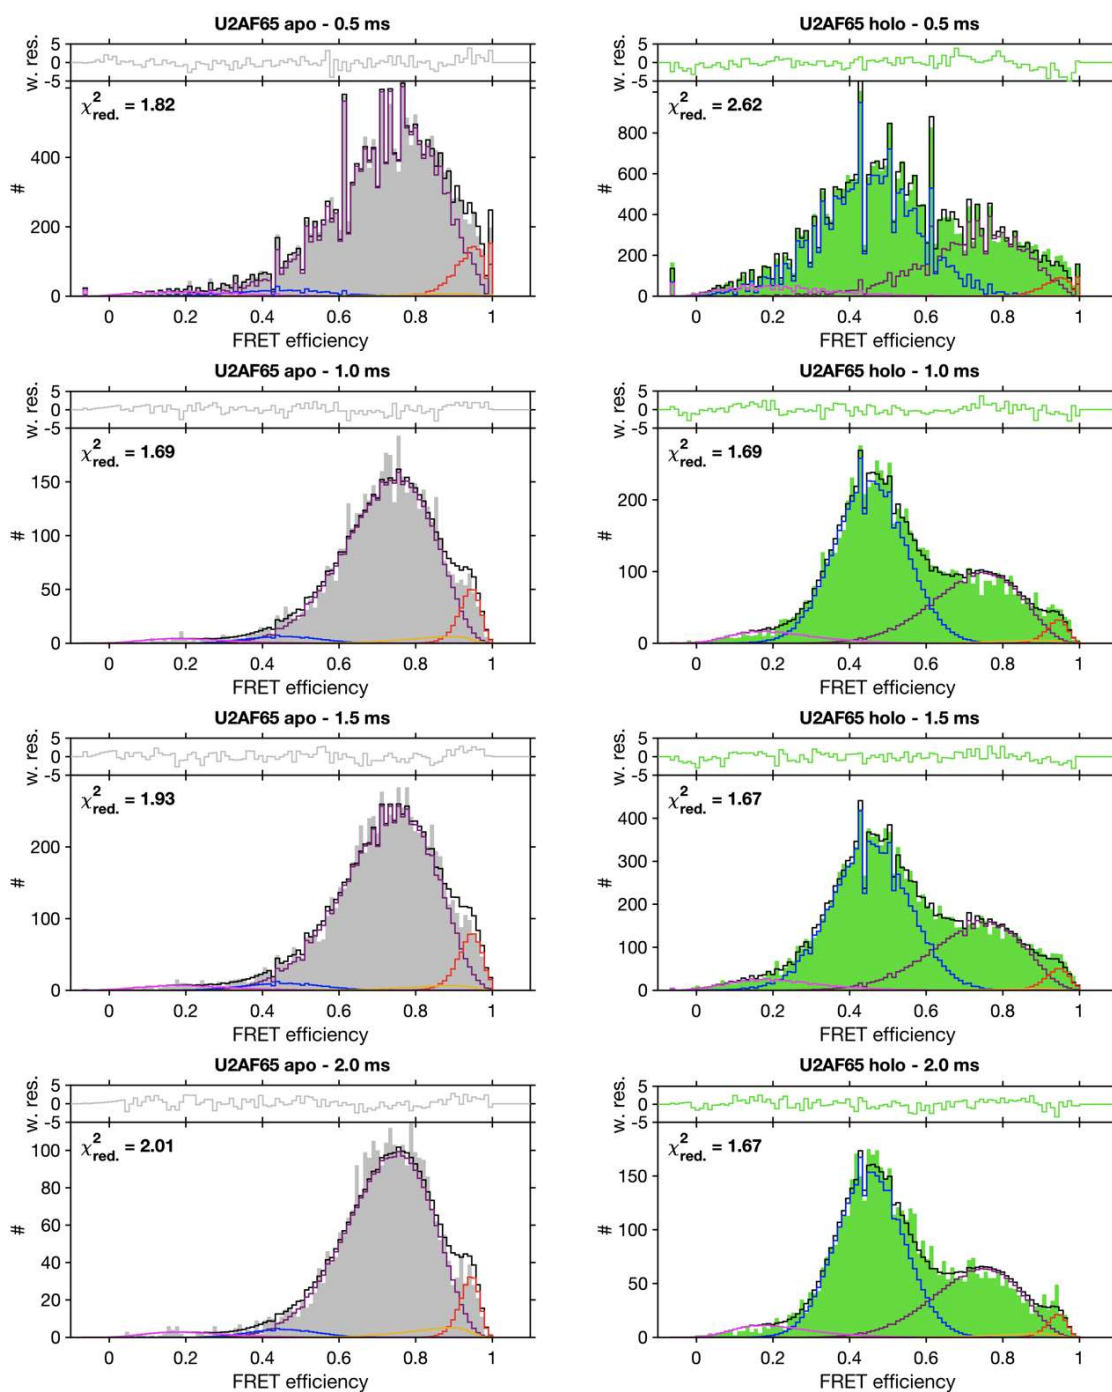 U2AF65 apo - 0.5 ms
w. res.
5
0
-5
χ²red. = 1.82
#
400
200
0
0 0.2 0.4 0.6 0.8 1
FRET efficiency
U2AF65 holo - 0.5 ms
w. res.
5
0
-5
χ²red. = 2.62
#
800
600
400
200
0
0 0.2 0.4 0.6 0.8 1
FRET efficiency
U2AF65 apo - 1.0 ms
w. res.
5
0
-5
χ²red. = 1.69
#
150
100
50
0
0 0.2 0.4 0.6 0.8 1
FRET efficiency
U2AF65 holo - 1.0 ms
w. res.
5
0
-5
χ²red. = 1.69
#
200
100
0
0 0.2 0.4 0.6 0.8 1
FRET efficiency
U2AF65 apo - 1.5 ms
w. res.
5
0
-5
χ²red. = 1.93
#
200
100
0
0 0.2 0.4 0.6 0.8 1
FRET efficiency
U2AF65 holo - 1.5 ms
w. res.
5
0
-5
χ²red. = 1.67
#
400
300
200
100
0
0 0.2 0.4 0.6 0.8 1
FRET efficiency
U2AF65 apo - 2.0 ms
w. res.
5
0
-5
χ²red. = 2.01
#
100
80
60
40
20
0
0 0.2 0.4 0.6 0.8 1
FRET efficiency
U2AF65 holo - 2.0 ms
w. res.
5
0
-5
χ²red. = 1.67
#
150
100
50
0
0 0.2 0.4 0.6 0.8 1
FRET efficiency